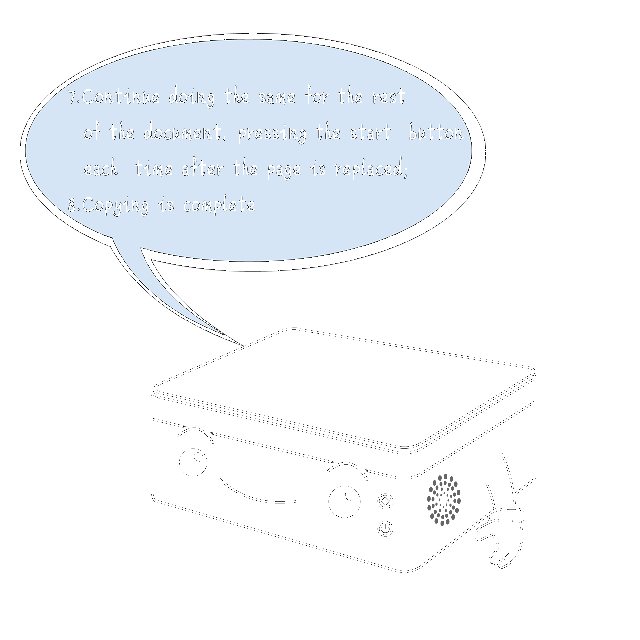 7.Continue doing the same for the rest
of the document, pressing the start button
each time after the page is replaced;
8.Copying is complete